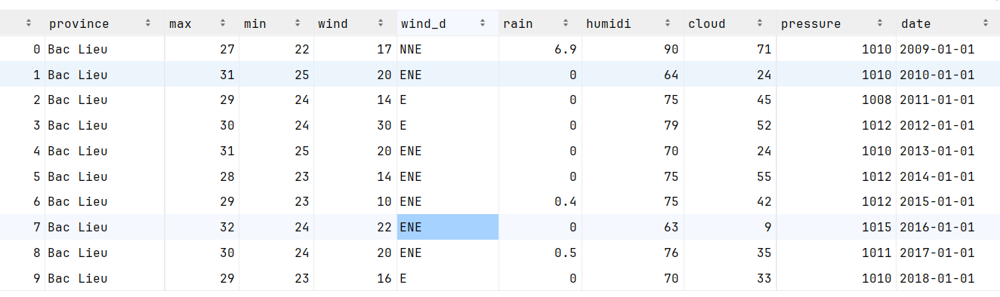 province max min wind wind_d rain humidi cloud pressure date
0 Bac Lieu 27 22 17 NNE 6.9 90 71 1010 2009-01-01
1 Bac Lieu 31 25 20 ENE 0 64 24 1010 2010-01-01
2 Bac Lieu 29 24 14 E 0 75 45 1008 2011-01-01
3 Bac Lieu 30 24 30 E 0 79 52 1012 2012-01-01
4 Bac Lieu 31 25 20 ENE 0 70 24 1010 2013-01-01
5 Bac Lieu 28 23 14 ENE 0 75 55 1012 2014-01-01
6 Bac Lieu 29 23 10 ENE 0.4 75 42 1012 2015-01-01
7 Bac Lieu 32 24 22 ENE 0 63 9 1015 2016-01-01
8 Bac Lieu 30 24 20 ENE 0.5 76 35 1011 2017-01-01
9 Bac Lieu 29 23 16 E 0 70 33 1010 2018-01-01